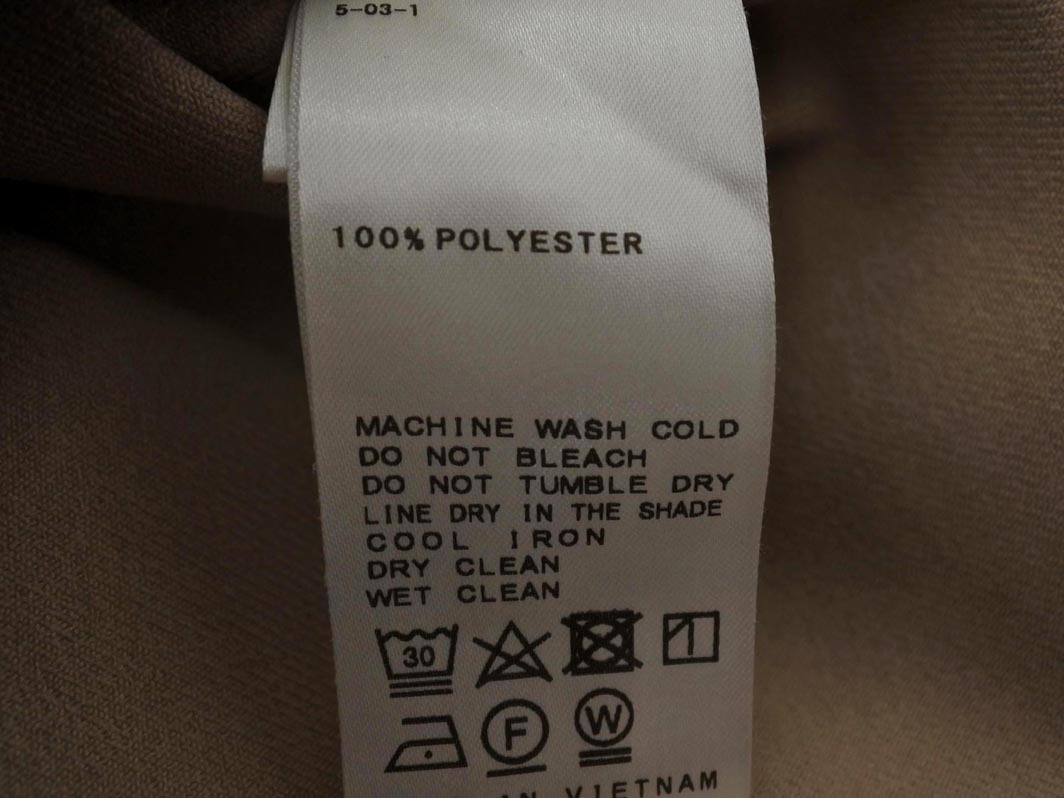 5-03-1
100% POLYESTER
MACHINE WASH COLD
DO NOT BLEACH
DO NOT TUMBLE DRY
LINE DRY IN THE SHADE
COOL IRON
DRY CLEAN
WET CLEAN
30
F W
VIETNAM